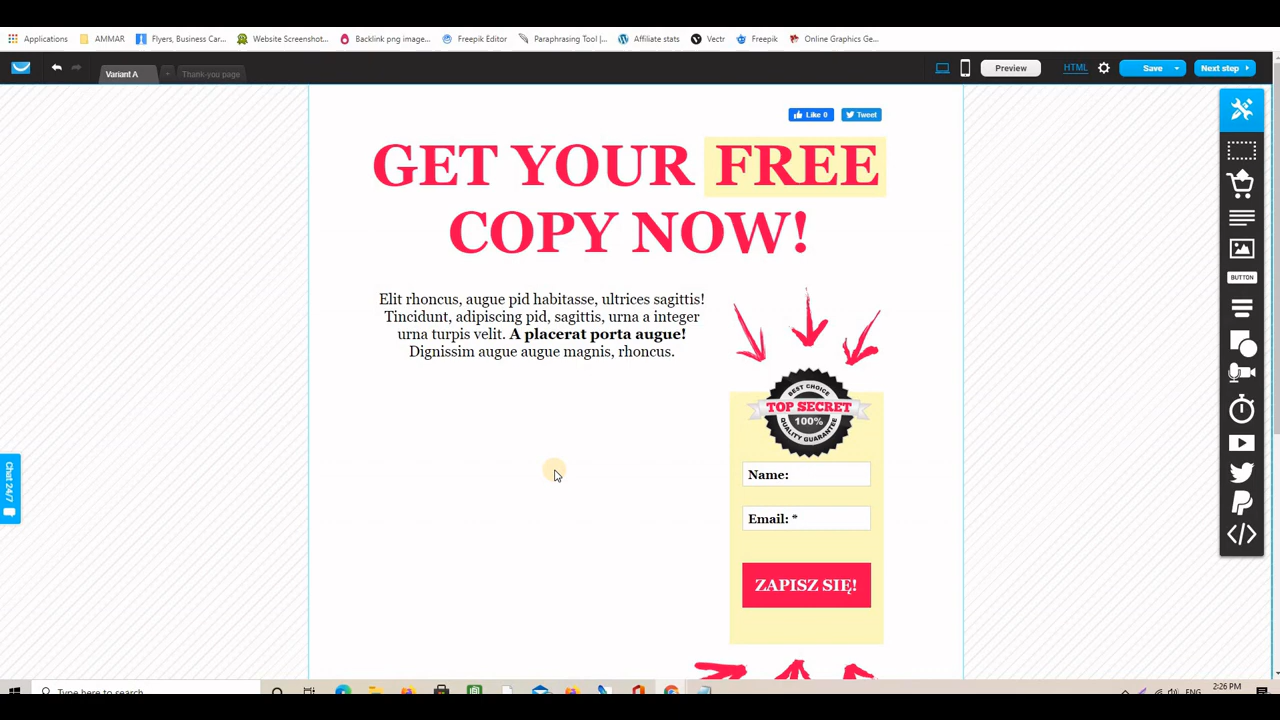 Applications AMMAR Flyers, Business Car... Website Screenshot... Backlink png image... Freepik Editor Paraphrasing Tool |... Affiliate stats Vectr Freepik Online Graphics Ge...
Variant A + Thank-you page Preview HTML Save Next step
Like 0 Tweet
GET YOUR FREE
COPY NOW!
Elit rhoncus, augue pid habitasse, ultrices sagittis!
Tincidunt, adipiscing pid, sagittis, urna a integer
urna turpis velit. A placerat porta augue!
Dignissim augue augue magnis, rhoncus.
BEST CHOICE
TOP SECRET
100%
QUALITY GUARANTEE
Name:
Email: *
ZAPISZ SIĘ!
BUTTON
Chat 24/7
Type here to search
ENG 2:26 PM